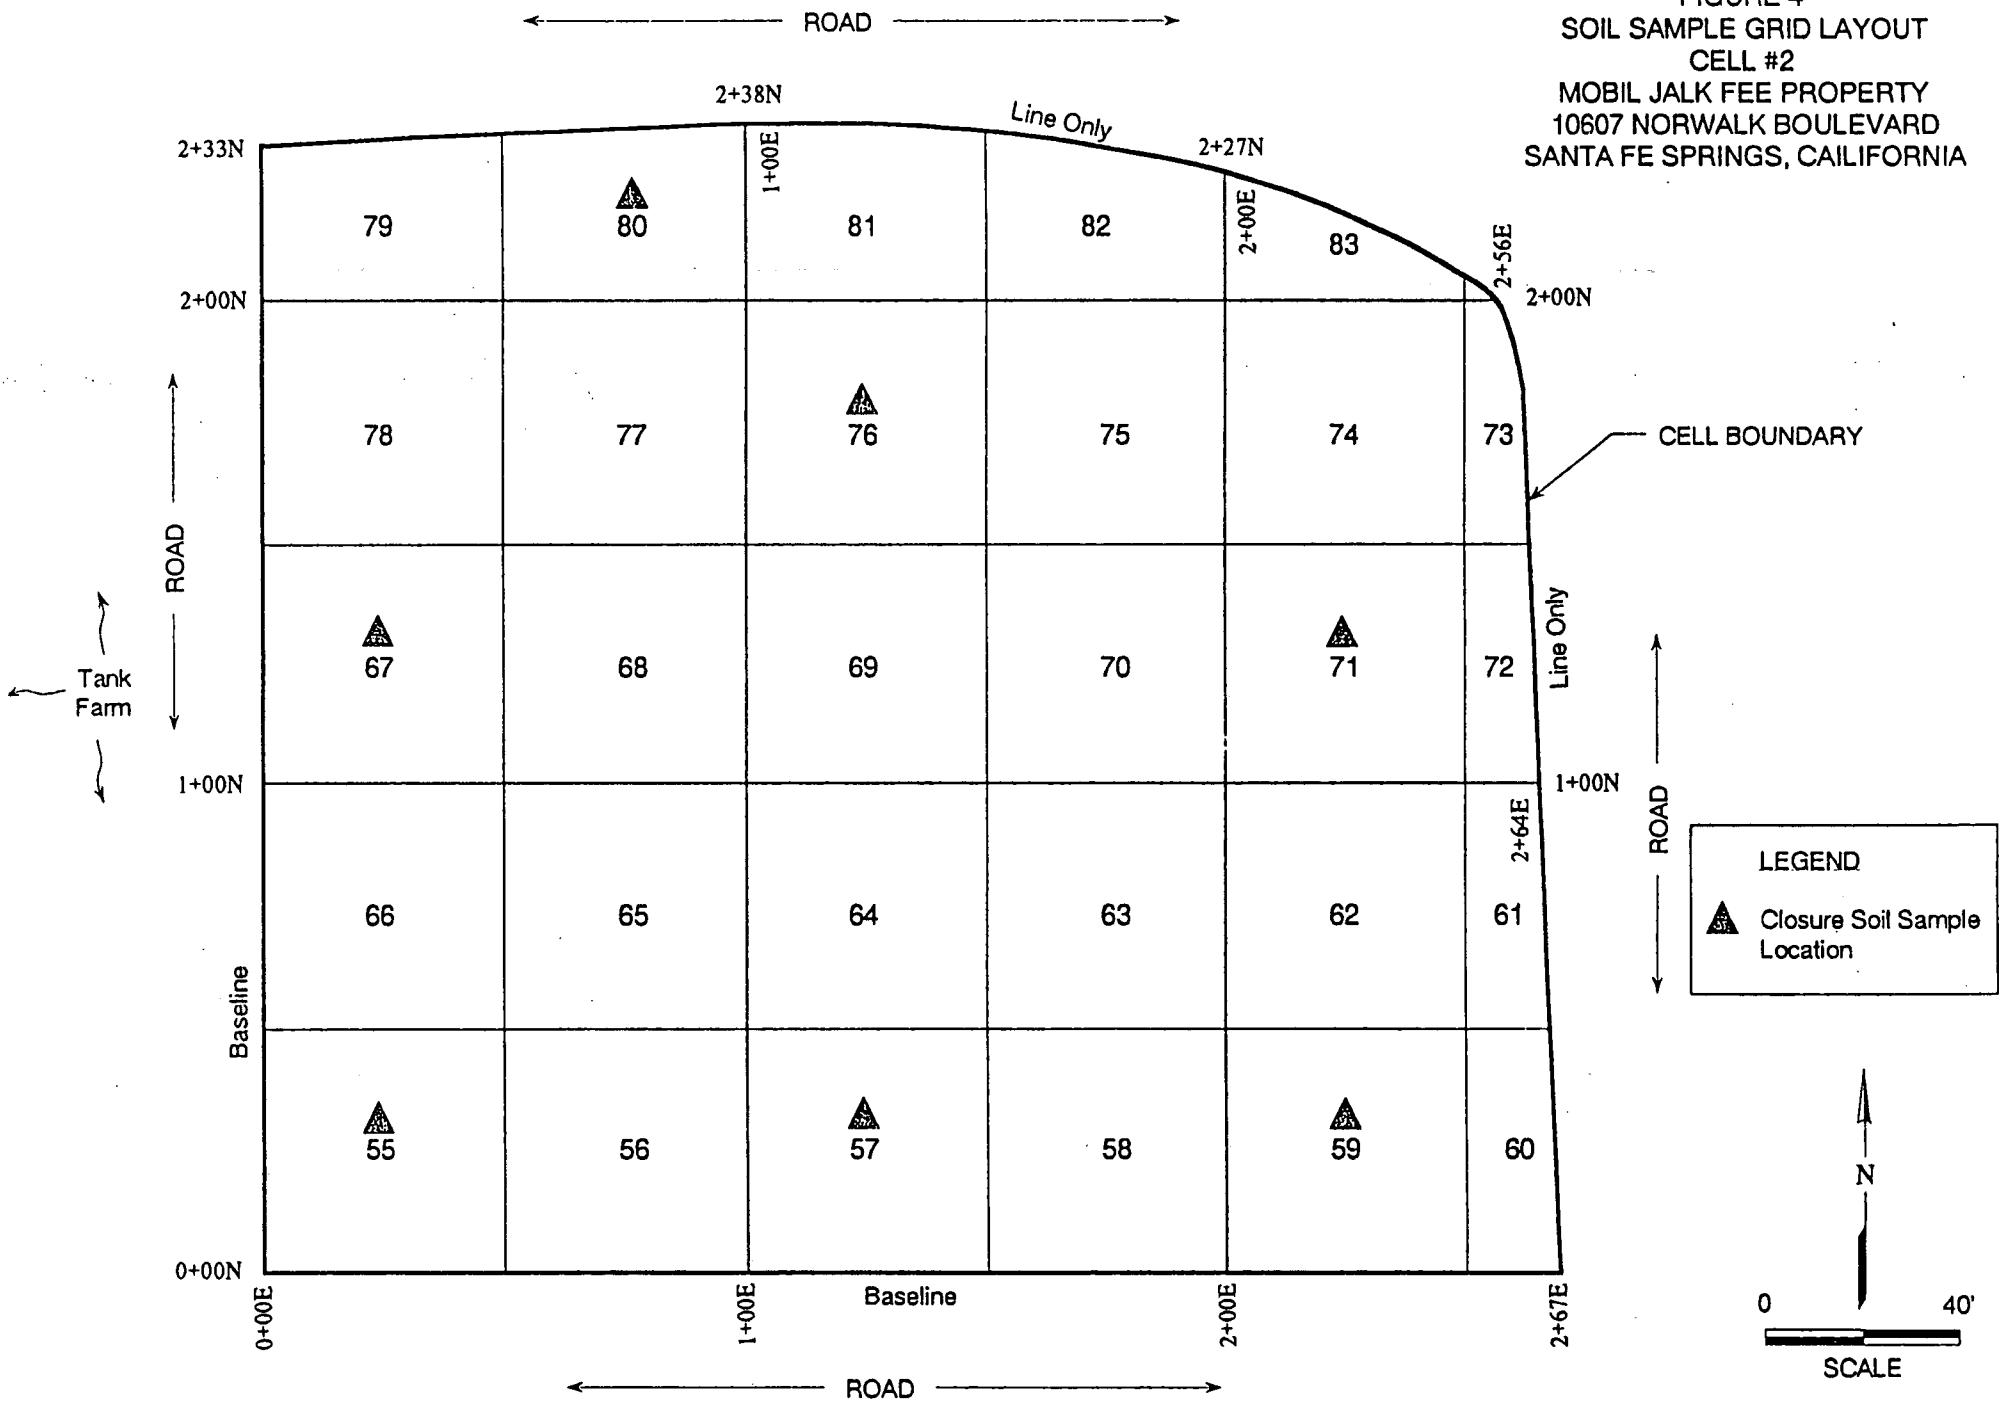 FIGURE 4
SOIL SAMPLE GRID LAYOUT
CELL #2
MOBIL JALK FEE PROPERTY
10607 NORWALK BOULEVARD
SANTA FE SPRINGS, CAILIFORNIA
ROAD
2+38N
Line Only
2+33N
1+00E
2+27N
2+00E
2+56E
79
80
81
82
83
2+00N
2+00N
78
77
76
75
74
73
CELL BOUNDARY
ROAD
Line Only
67
68
69
70
71
72
Tank
Farm
1+00N
1+00N
2+64E
ROAD
LEGEND
Closure Soil Sample
Location
66
65
64
63
62
61
Baseline
55
56
57
58
59
60
N
0+00N
0+00E
1+00E
Baseline
2+00E
2+67E
0 40'
SCALE
ROAD